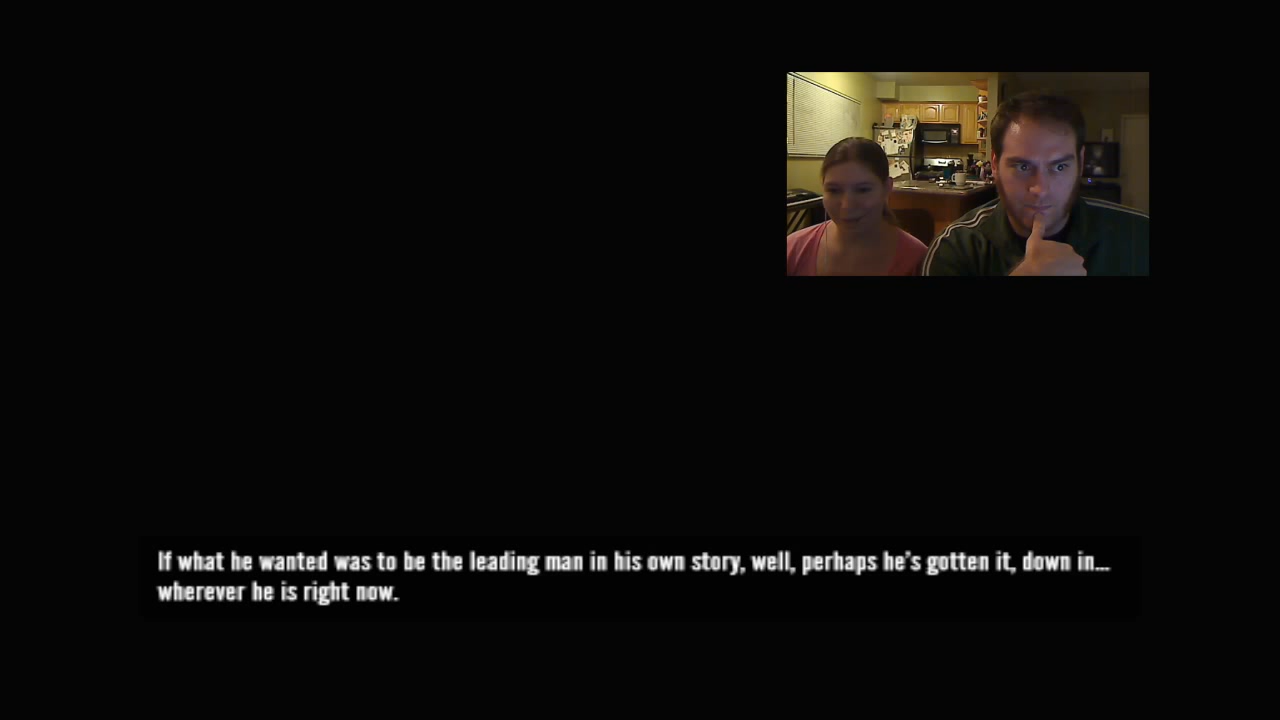 If what he wanted was to be the leading man in his own story, well, perhaps he's gotten it, down in...
wherever he is right now.